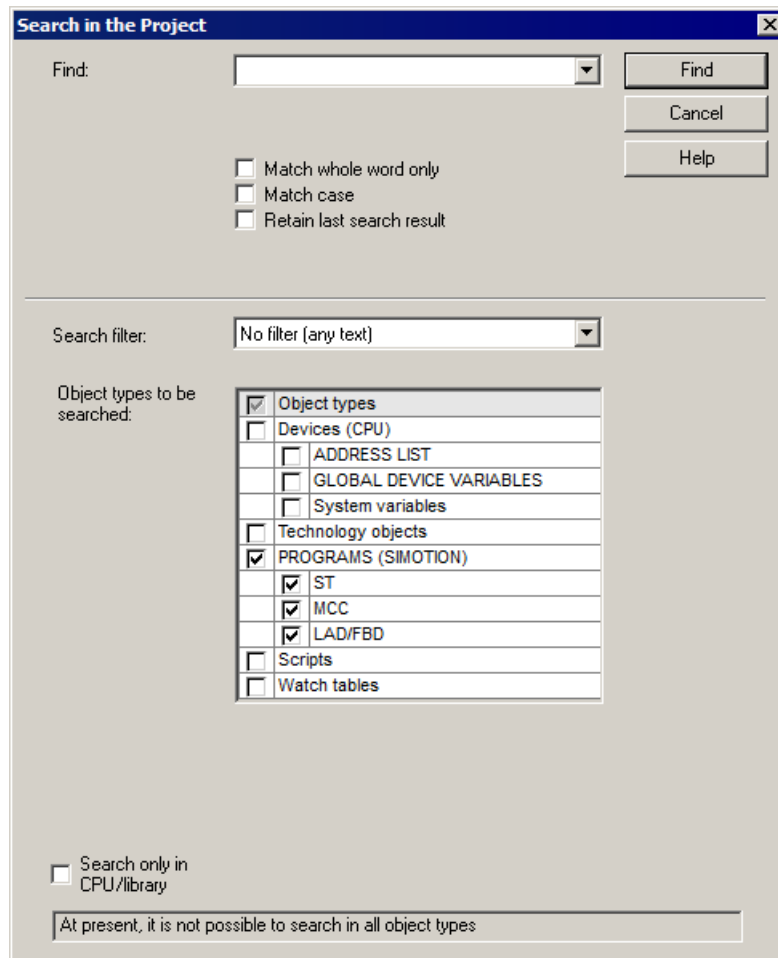 Search in the Project
Find:
Find
Cancel
Help
Match whole word only
Match case
Retain last search result
Search filter:
No filter (any text)
Object types to be
searched:
Object types
Devices (CPU)
ADDRESS LIST
GLOBAL DEVICE VARIABLES
System variables
Technology objects
PROGRAMS (SIMOTION)
ST
MCC
LAD/FBD
Scripts
Watch tables
Search only in
CPU/library
At present, it is not possible to search in all object types